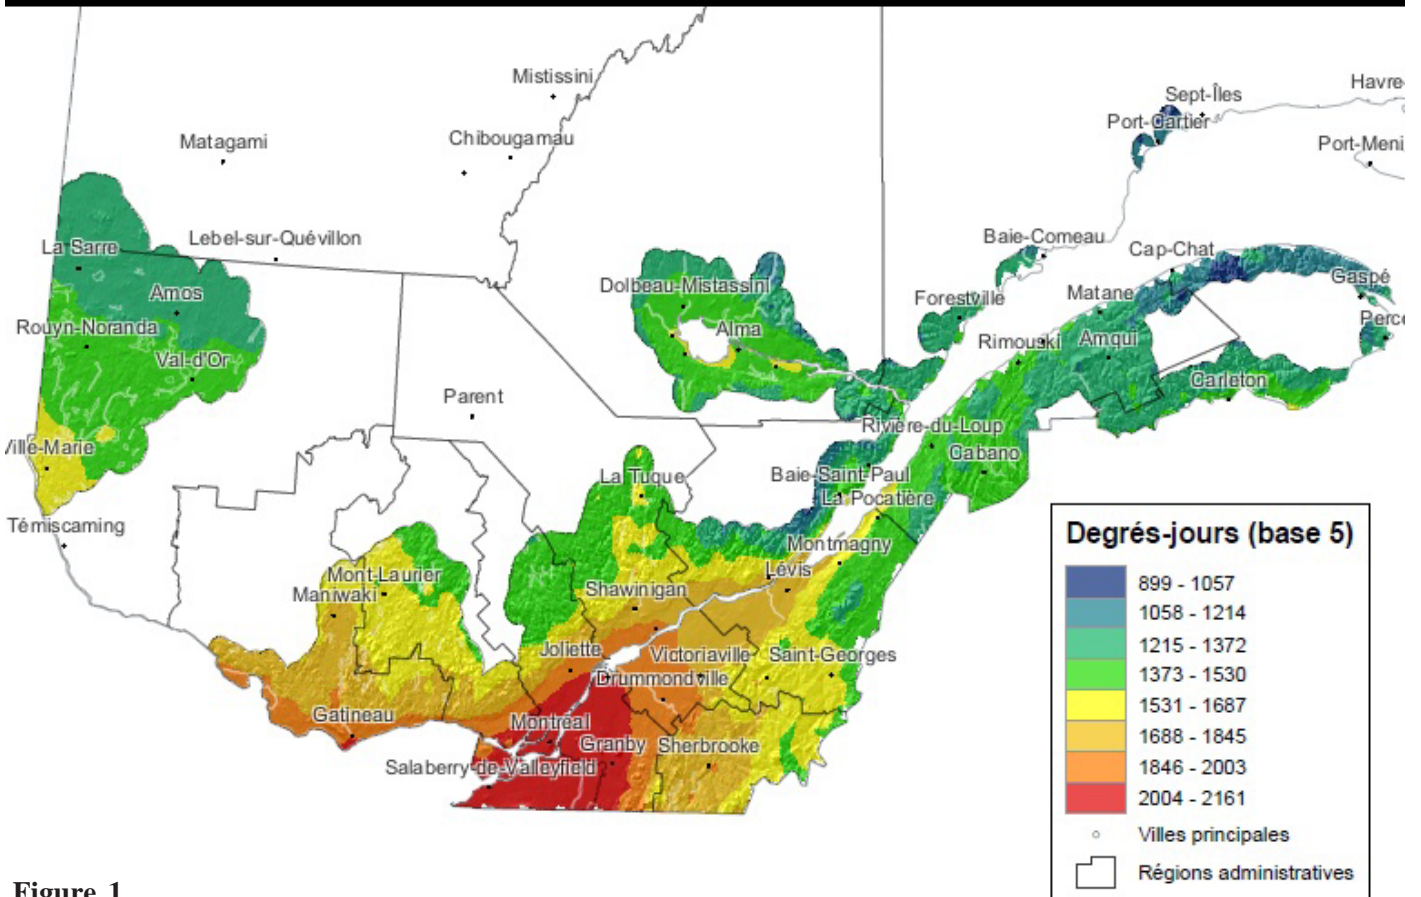 Mistissini
Sept-Îles
Havre-
Port-Cartier
Matagami
Chibougamau
Port-Meni
La Sarre
Lebel-sur-Quévillon
Baie-Comeau
Cap-Chat
Amos
Dolbeau-Mistassini
Forestville
Matane
Gaspé
Rouyn-Noranda
Alma
Rimouski
Amqui
Perce
Val-d'Or
Carleton
Parent
Rivière-du-Loup
Ville-Marie
Cabano
La Tuque
Baie-Saint-Paul
La Pocatière
Témiscaming
Montmagny
Mont-Laurier
Lévis
Maniwaki
Shawinigan
Joliette
Victoriaville
Saint-Georges
Drummondville
Gatineau
Montréal
Granby
Sherbrooke
Salaberry-de-Valleyfield
Degrés-jours (base 5)
899 - 1057
1058 - 1214
1215 - 1372
1373 - 1530
1531 - 1687
1688 - 1845
1846 - 2003
2004 - 2161
Villes principales
Régions administratives
Figure 1